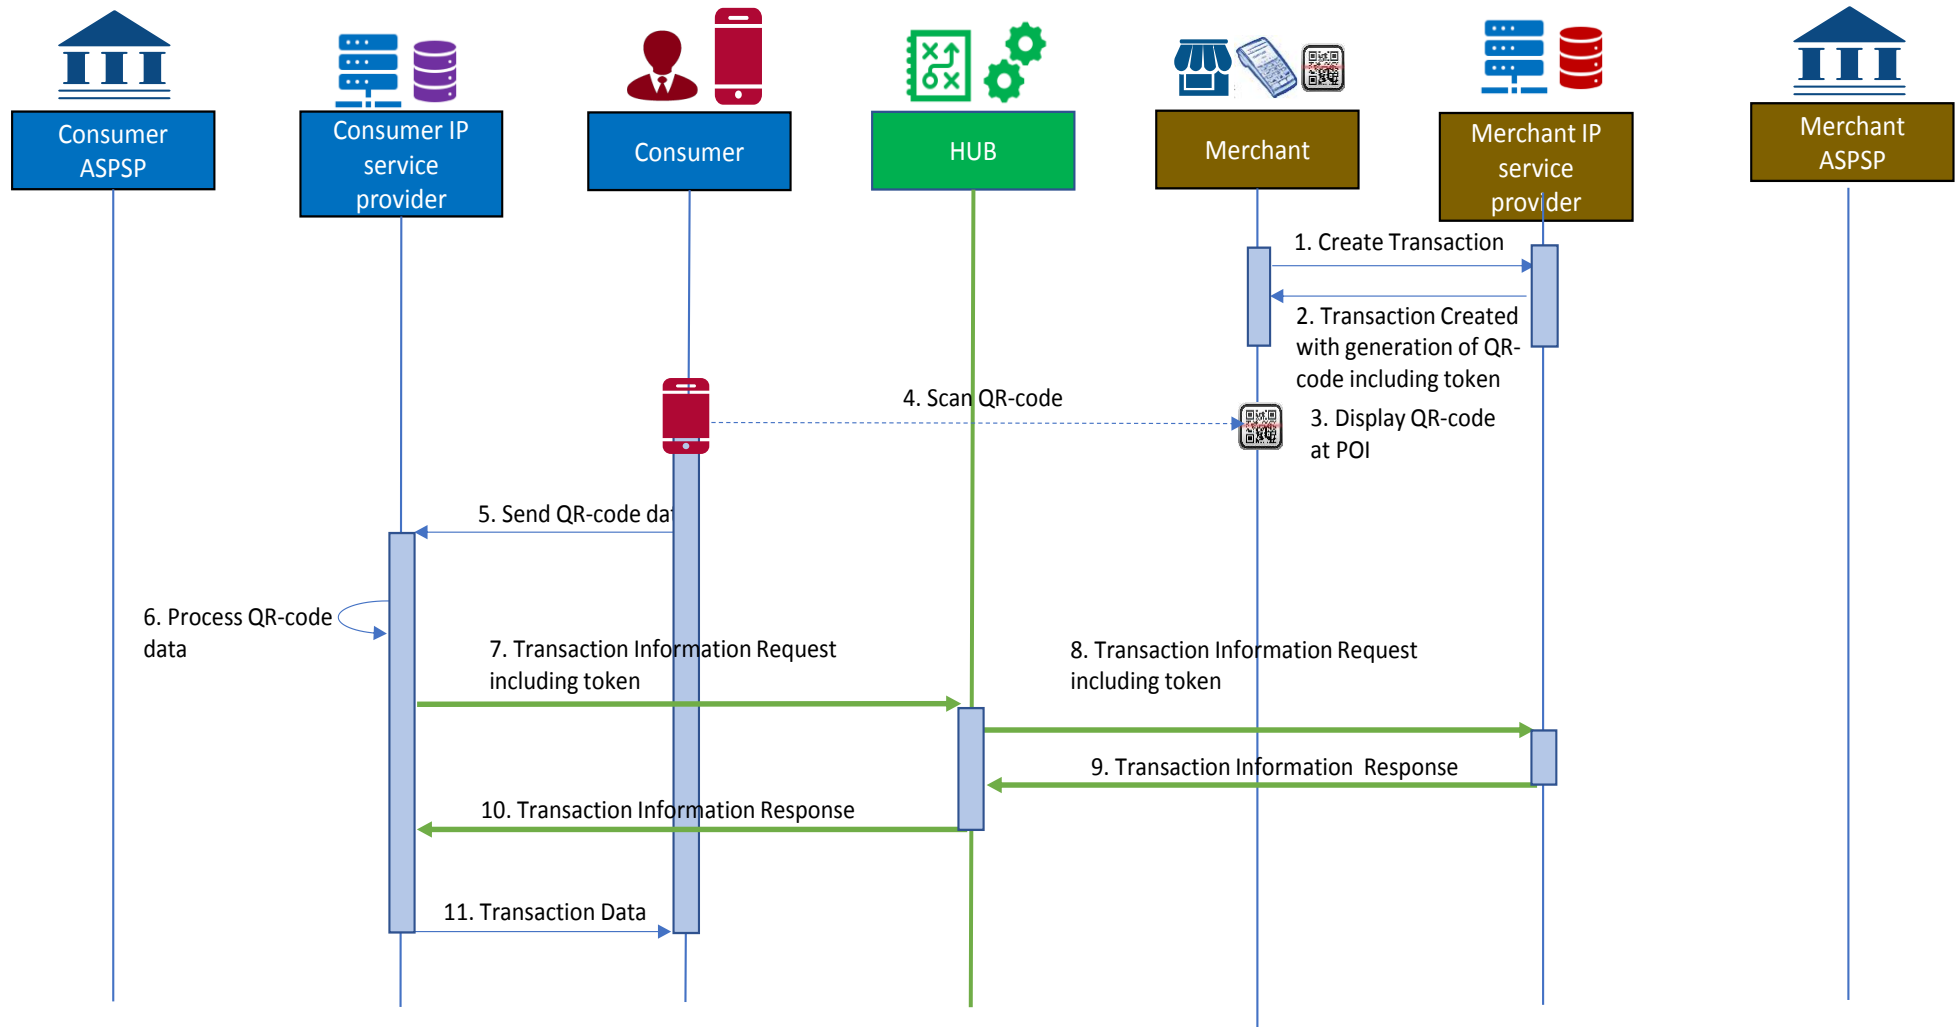 Consumer
ASPSP
Consumer IP
service
provider
Consumer
HUB
Merchant
Merchant IP
service
provider
Merchant
ASPSP
1. Create Transaction
2. Transaction Created
with generation of QR-
code including token
4. Scan QR-code
3. Display QR-code
at POI
5. Send QR-code dat
6. Process QR-code
data
7. Transaction Information Request
including token
8. Transaction Information Request
including token
9. Transaction Information Response
10. Transaction Information Response
11. Transaction Data